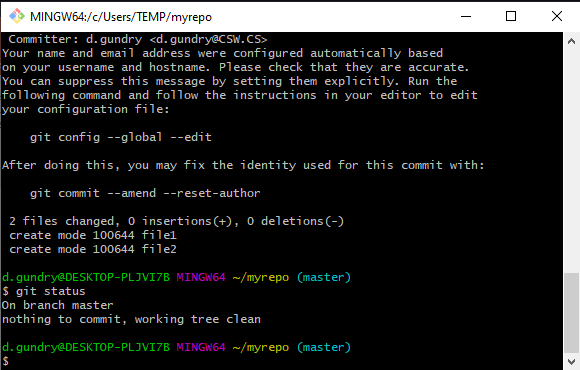 MINGW64:/c/Users/TEMP/myrepo
Committer: d.gundry <d.gundry@CSW.CS>
Your name and email address were configured automatically based
on your username and hostname. Please check that they are accurate.
You can suppress this message by setting them explicitly. Run the
following command and follow the instructions in your editor to edit
your configuration file:
git config --global --edit
After doing this, you may fix the identity used for this commit with:
git commit --amend --reset-author
2 files changed, 0 insertions(+), 0 deletions(-)
create mode 100644 file1
create mode 100644 file2
d.gundry@DESKTOP-PLJVI7B MINGW64 ~/myrepo (master)
$ git status
On branch master
nothing to commit, working tree clean
d.gundry@DESKTOP-PLJVI7B MINGW64 ~/myrepo (master)
$